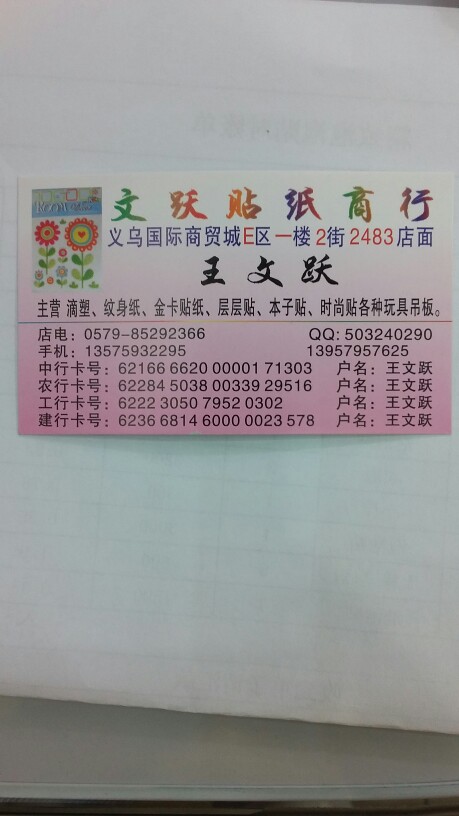 文跃贴纸商行
义乌国际商贸城E区一楼2街2483店面
王文跃
主营 滴塑、纹身纸、金卡贴纸、层层贴、本子贴、时尚贴各种玩具吊板。
店电：0579-85292366 QQ: 503240290
手机：13575932295 13957957625
中行卡号：62166 6620 00001 71303 户名：王文跃
农行卡号：62284 5038 00339 29516 户名：王文跃
工行卡号：6222 3050 7952 0302 户名：王文跃
建行卡号：6236 6814 6000 0023 578 户名：王文跃